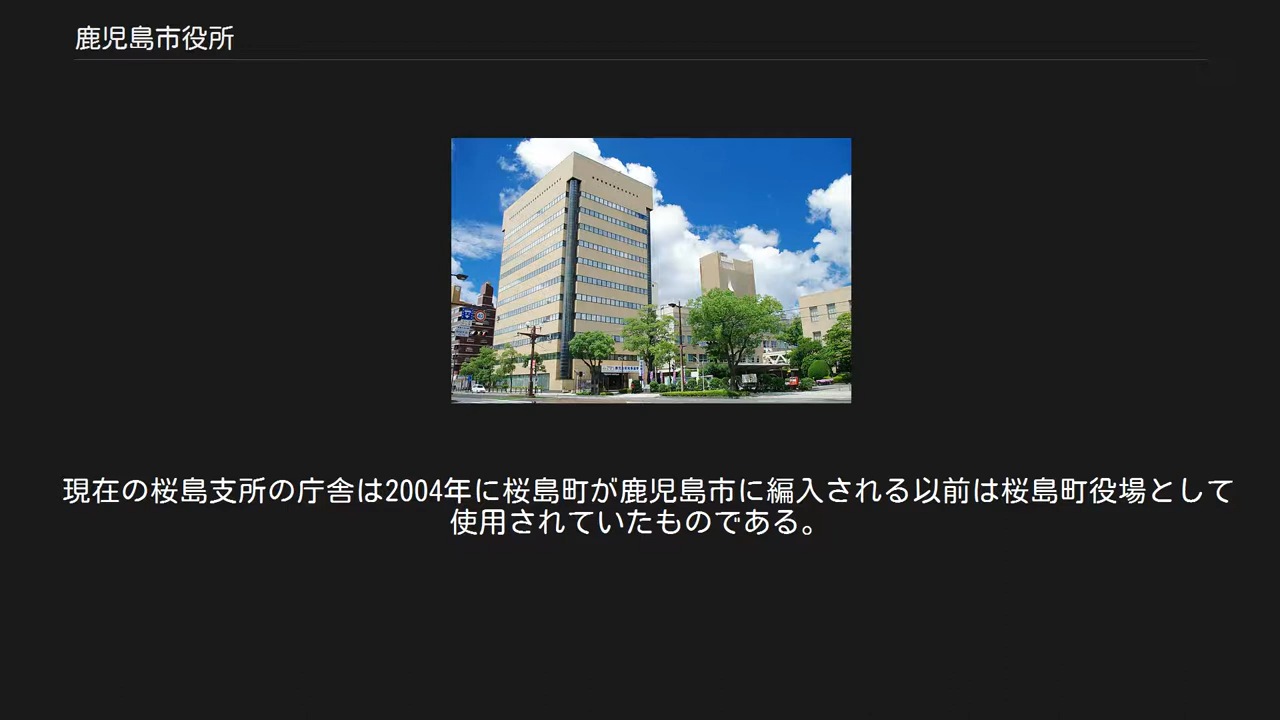 鹿児島市役所
現在の桜島支所の庁舎は2004年に桜島町が鹿児島市に編入される以前は桜島町役場として
使用されていたものである。